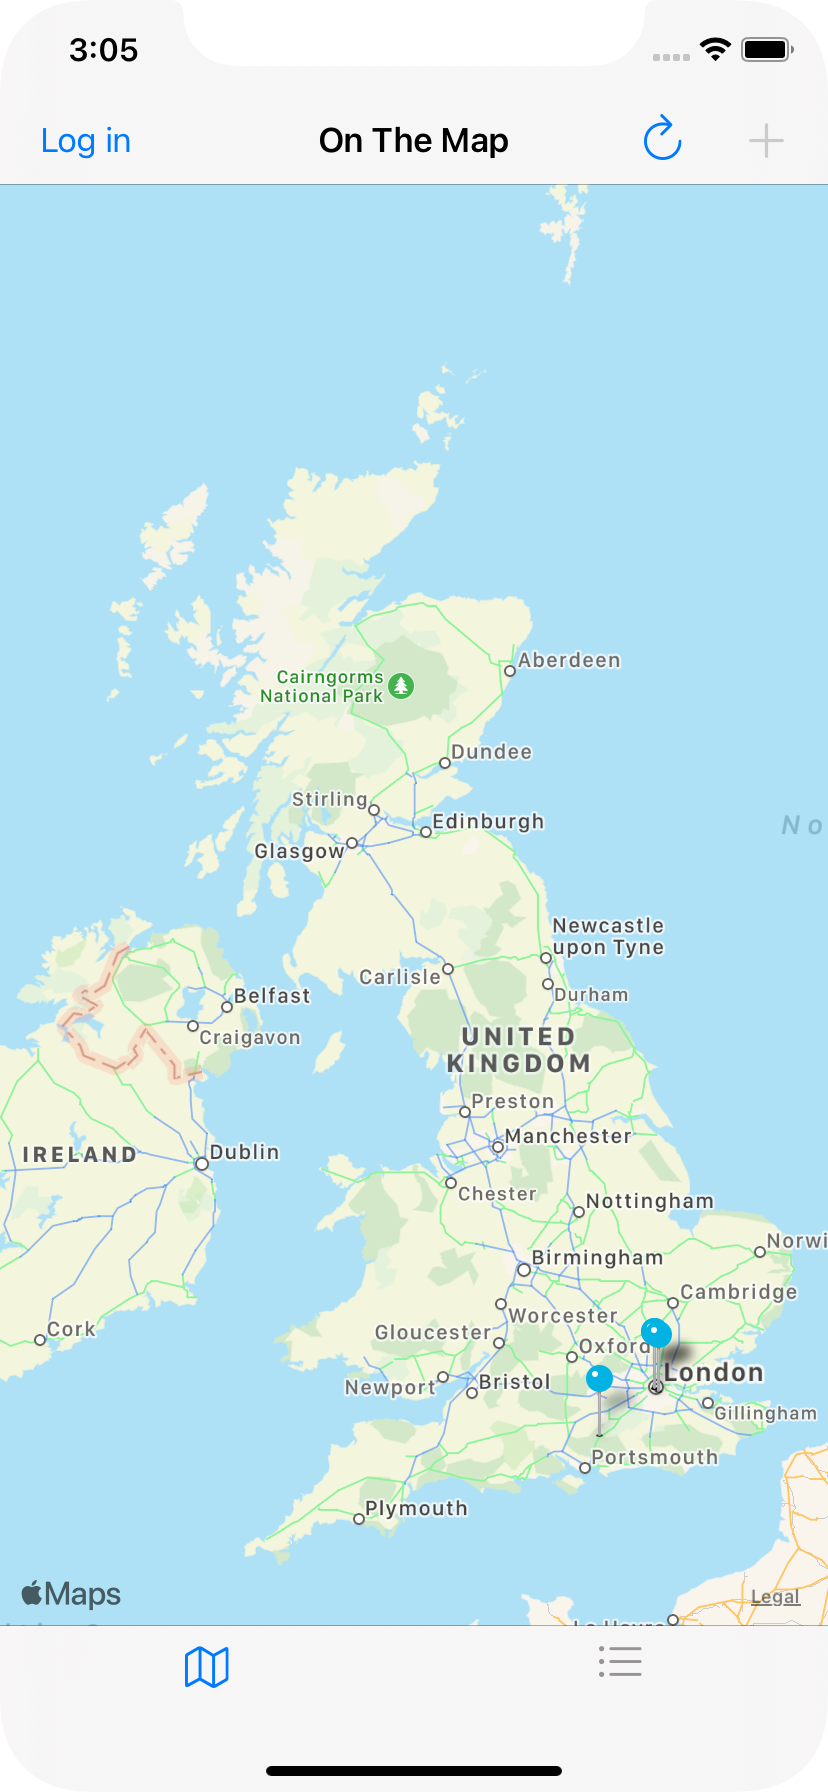 3:05
Log in
On The Map
Aberdeen
Cairngorms
National Park
Dundee
Stirling
Edinburgh
Glasgow
No
Newcastle
upon Tyne
Carlisle
Durham
Belfast
Craigavon
UNITED
KINGDOM
Preston
Manchester
IRELAND
Dublin
Chester
Nottingham
Norwi
Birmingham
Cambridge
Worcester
Cork
Gloucester
Oxford
London
Newport
Bristol
Gillingham
Portsmouth
Plymouth
Maps
Legal
Le Havre